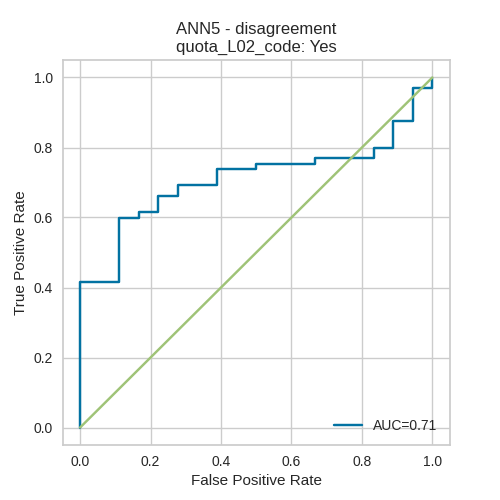 ANN5 - disagreement
quota_L02_code: Yes
1.0
0.8
0.6
0.4
0.2
0.0
True Positive Rate
AUC=0.71
0.0 0.2 0.4 0.6 0.8 1.0
False Positive Rate